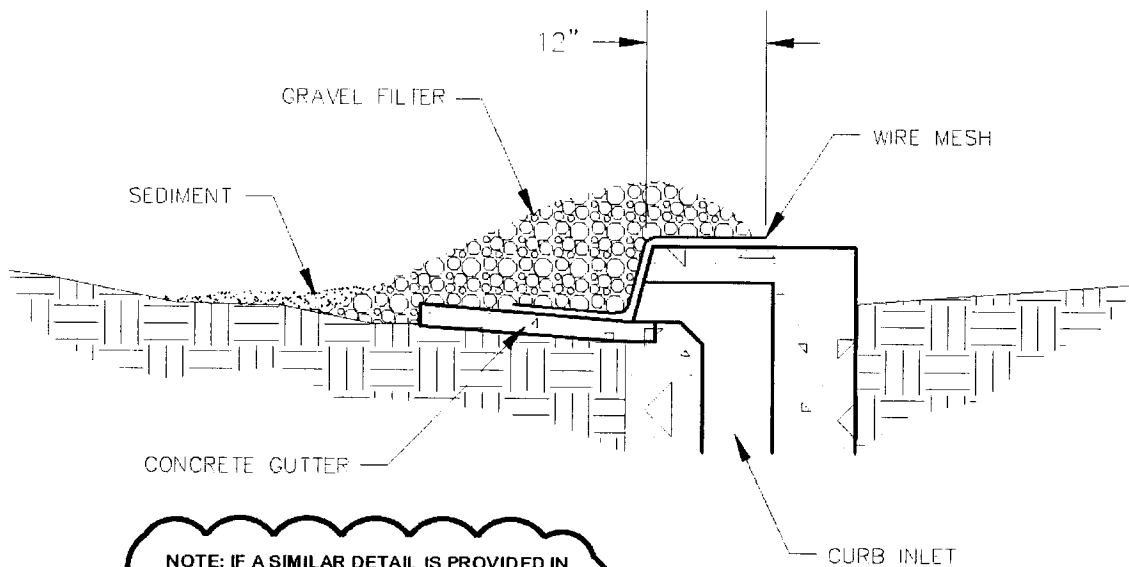 12"
GRAVEL FILTER
WIRE MESH
SEDIMENT
CONCRETE GUTTER
CURB INLET
NOTE: IF A SIMILAR DETAIL IS PROVIDED IN